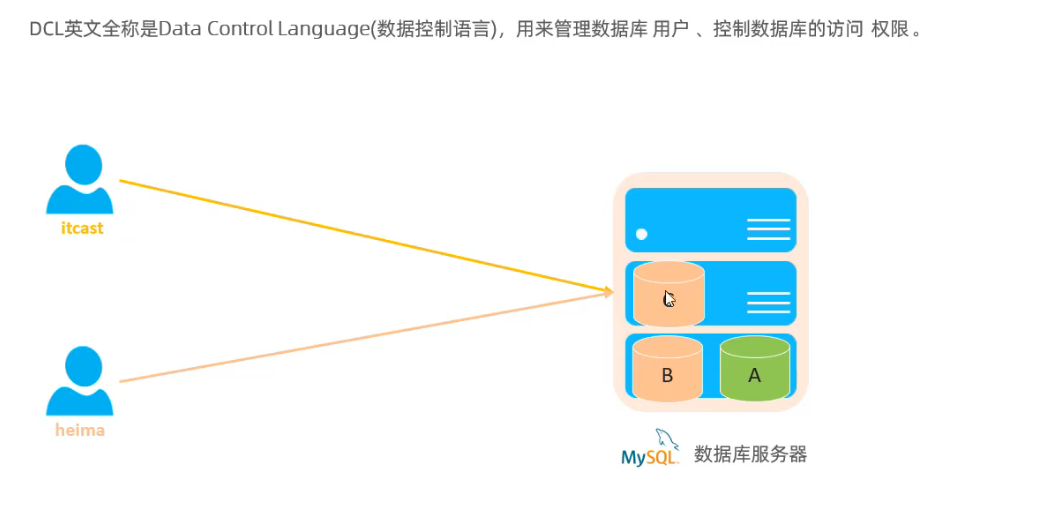 DCL英文全称是Data Control Language(数据控制语言)，用来管理数据库 用户 、控制数据库的访问 权限 。
itcast
heima
B
A
MySQL 数据库服务器